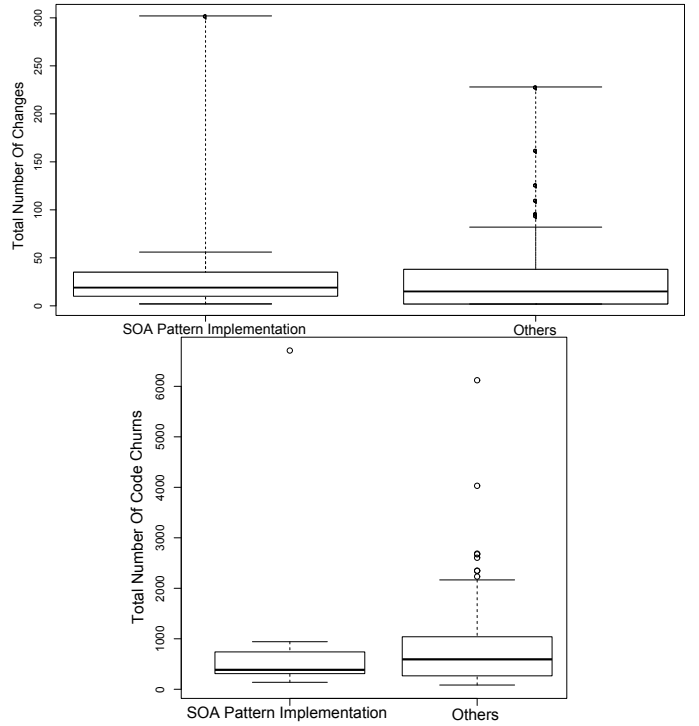 Total Number Of Changes
300
250
200
150
100
50
0
SOA Pattern Implementation
Others
Total Number Of Code Churns
6000
5000
4000
3000
2000
1000
0
SOA Pattern Implementation
Others